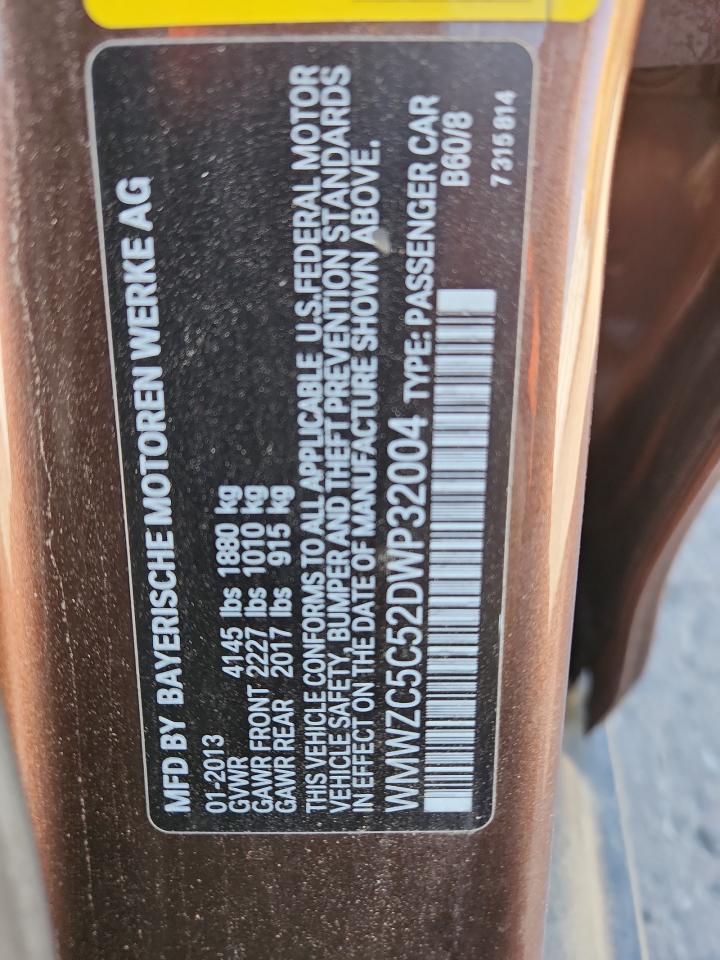 MFD BY BAYERISCHE MOTOREN WERKE AG
01-2013
GVWR 4145 lbs 1880 kg
GAWR FRONT 2227 lbs 1010 kg
GAWR REAR 2017 lbs 915 kg
THIS VEHICLE CONFORMS TO ALL APPLICABLE U.S.FEDERAL MOTOR
VEHICLE SAFETY, BUMPER AND THEFT PREVENTION STANDARDS
IN EFFECT ON THE DATE OF MANUFACTURE SHOWN ABOVE.
WMWZC5C52DWP32004 TYPE: PASSENGER CAR
B60/8
7 315 814